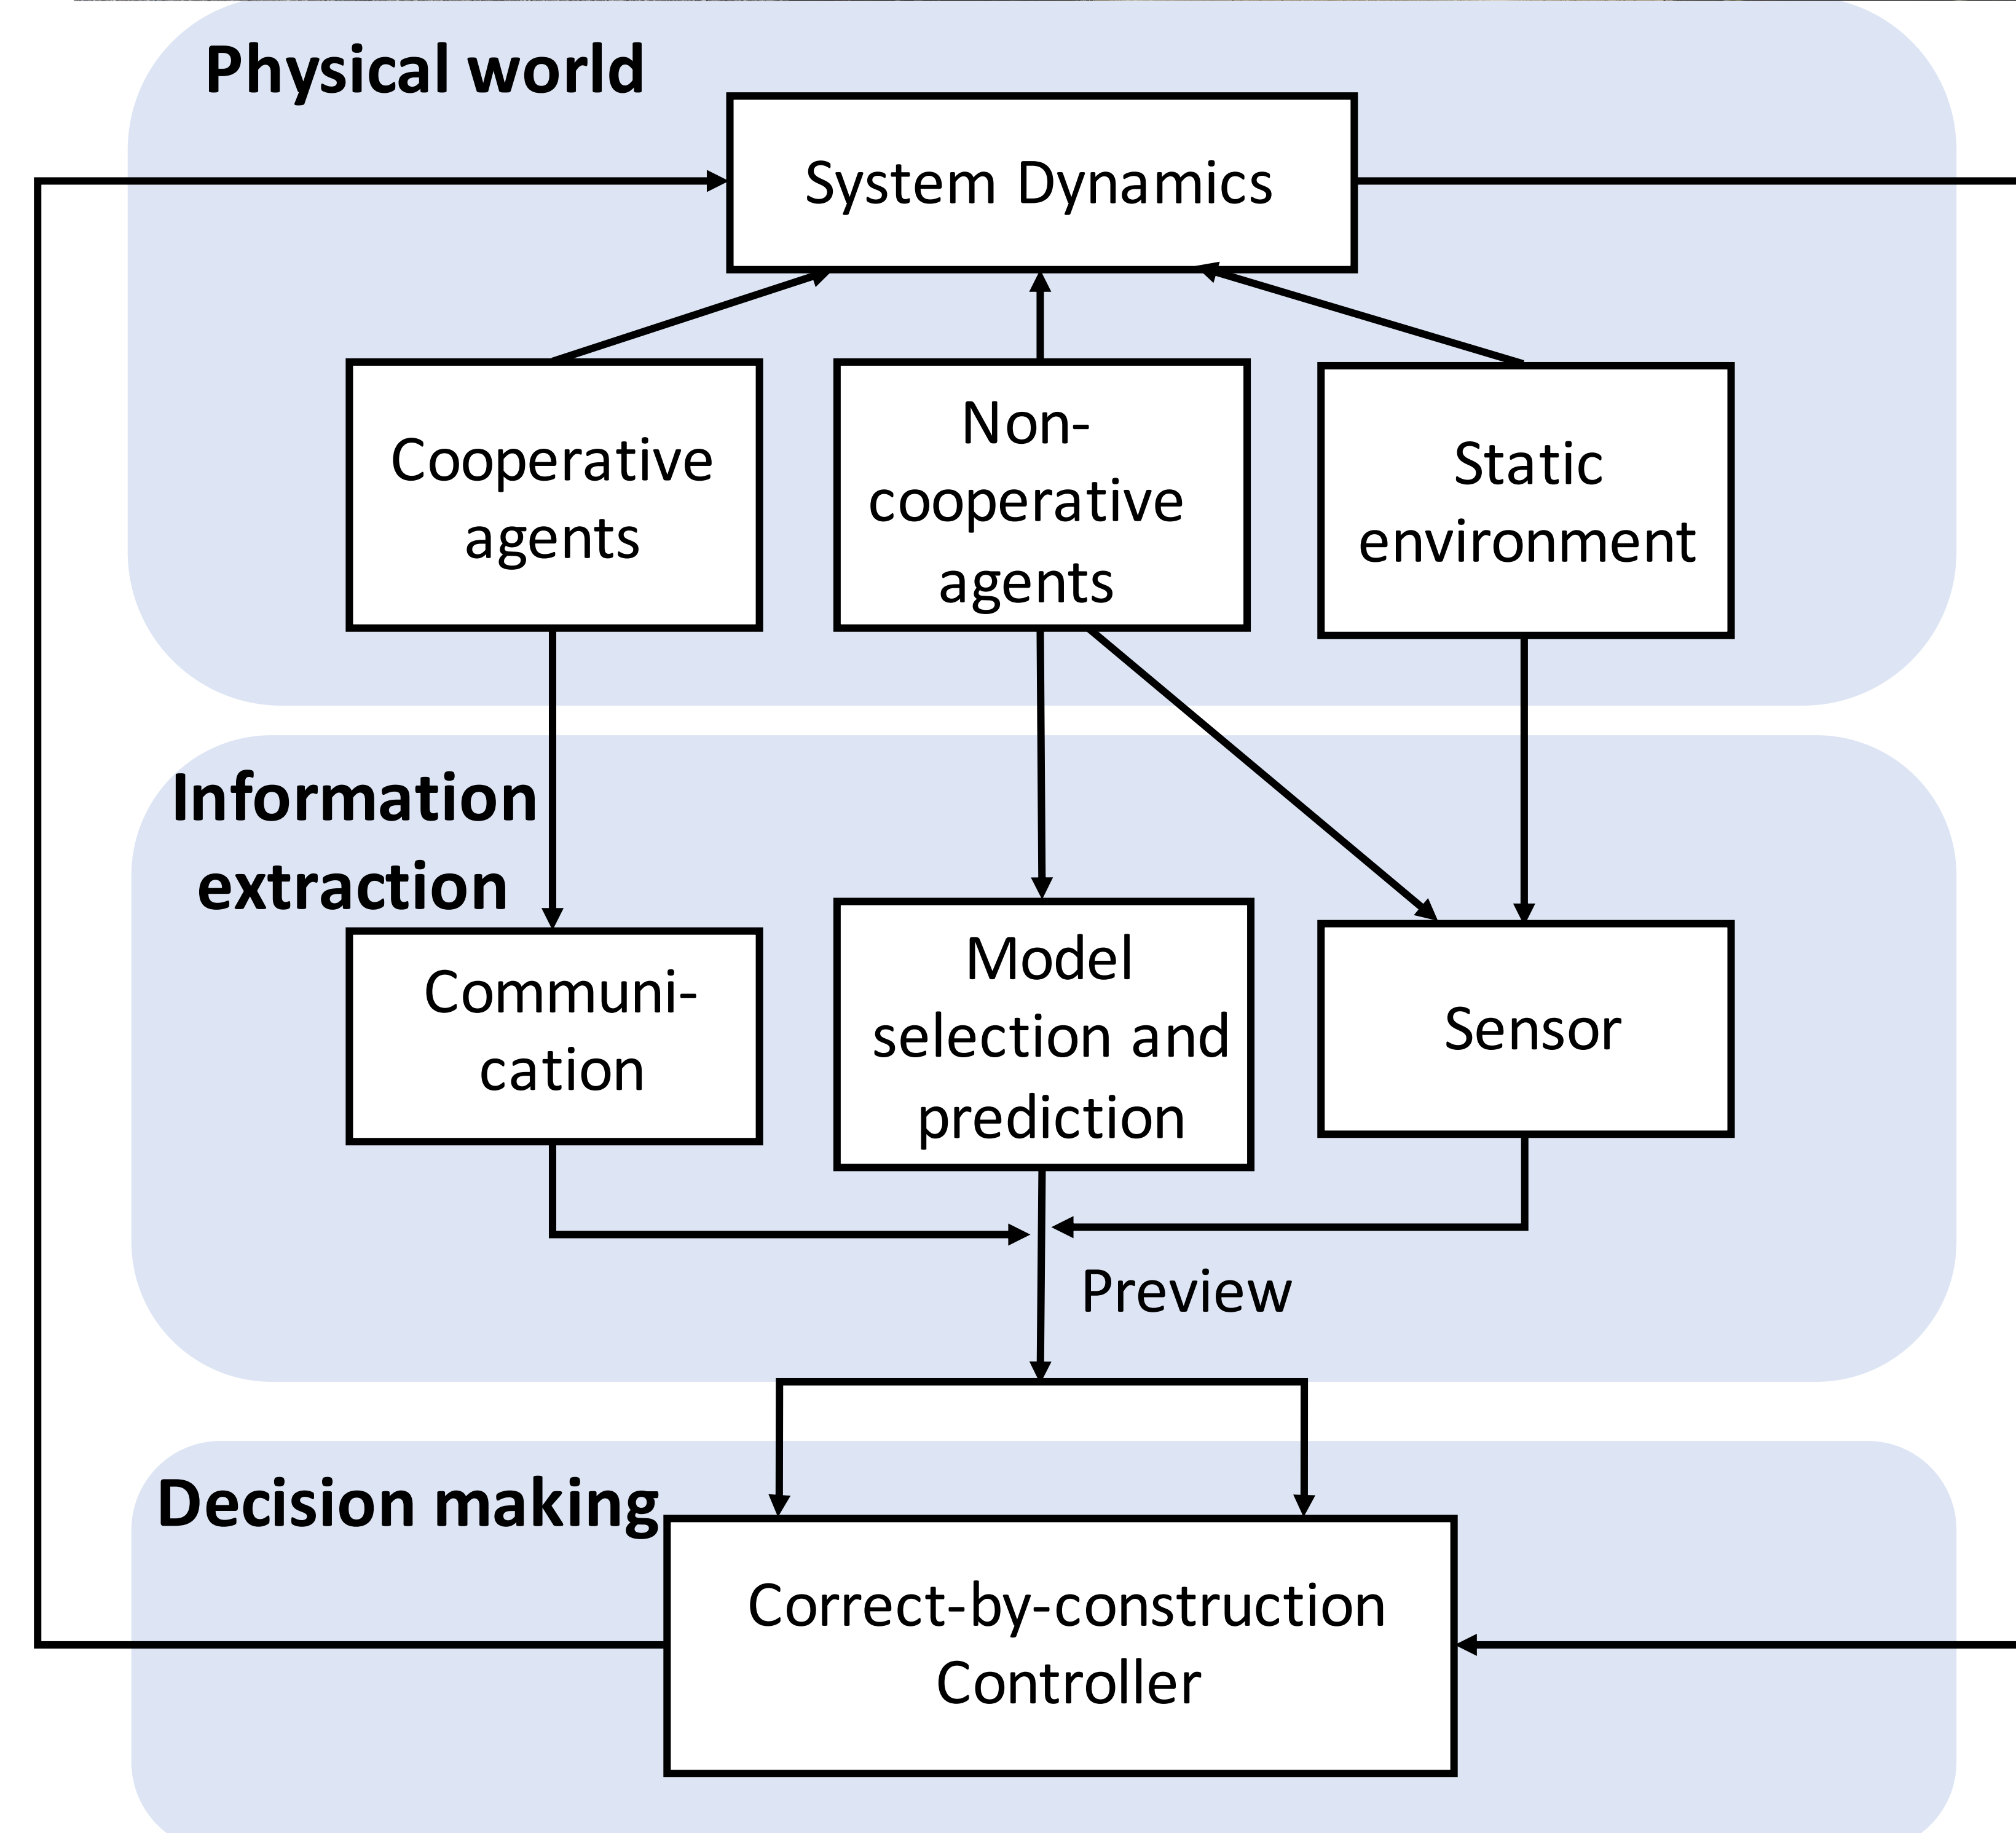 Physical world
System Dynamics
Cooperative
agents
Non-
cooperative
agents
Static
environment
Information
extraction
Communi-
cation
Model
selection and
prediction
Sensor
Preview
Decision making
Correct-by-construction
Controller